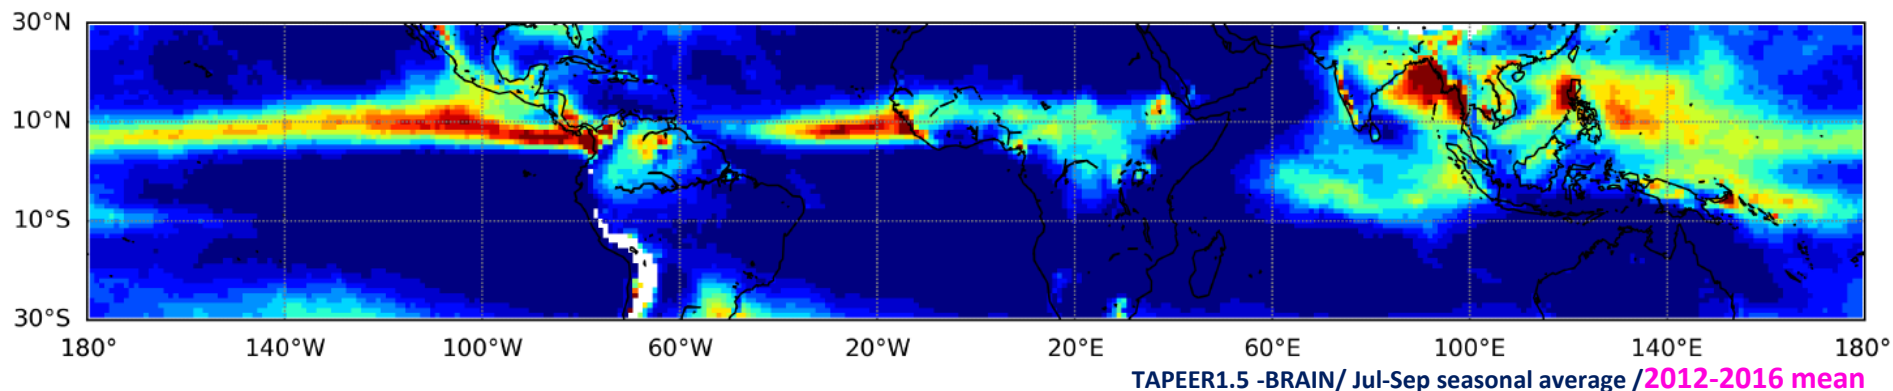 30°N
10°N
10°S
30°S
180° 140°W 100°W 60°W 20°W 20°E 60°E 100°E 140°E 180°
TAPEER1.5 -BRAIN/ Jul-Sep seasonal average /2012-2016 mean